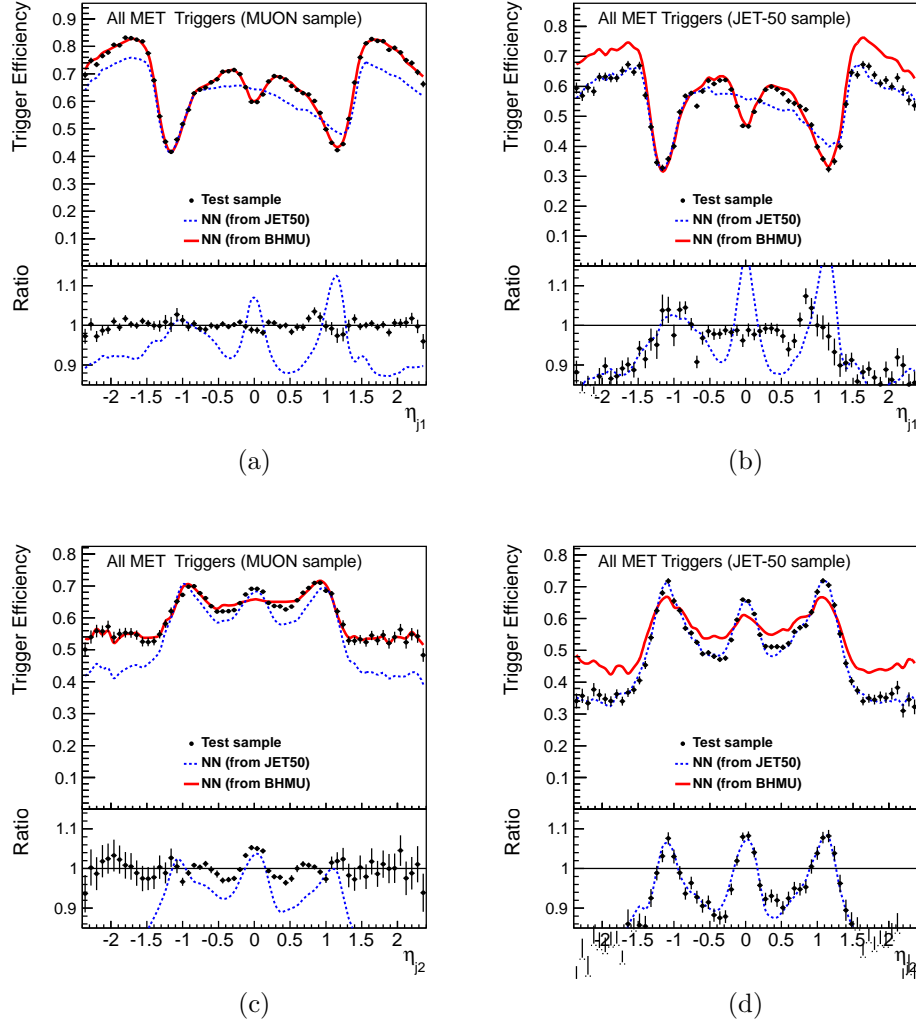 All MET Triggers (MUON sample)
Trigger Efficiency
0.9
0.8
0.7
0.6
0.5
0.4
0.3
0.2
0.1
Test sample
NN (from JET50)
NN (from BHMU)
Ratio
1.1
1
0.9
-2 -1.5 -1 -0.5 0 0.5 1 1.5 2
η_j1
(a)
All MET Triggers (JET-50 sample)
Trigger Efficiency
0.9
0.8
0.7
0.6
0.5
0.4
0.3
0.2
0.1
Test sample
NN (from JET50)
NN (from BHMU)
Ratio
1.1
1
0.9
-2 -1.5 -1 -0.5 0 0.5 1 1.5 2
η_j1
(b)
All MET Triggers (MUON sample)
Trigger Efficiency
0.8
0.7
0.6
0.5
0.4
0.3
0.2
0.1
Test sample
NN (from JET50)
NN (from BHMU)
Ratio
1.1
1
0.9
-2 -1.5 -1 -0.5 0 0.5 1 1.5 2
η_j2
(c)
All MET Triggers (JET-50 sample)
Trigger Efficiency
0.8
0.7
0.6
0.5
0.4
0.3
0.2
0.1
Test sample
NN (from JET50)
NN (from BHMU)
Ratio
1.1
1
0.9
-2 -1.5 -1 -0.5 0 0.5 1 1.5 2
η_j2
(d)